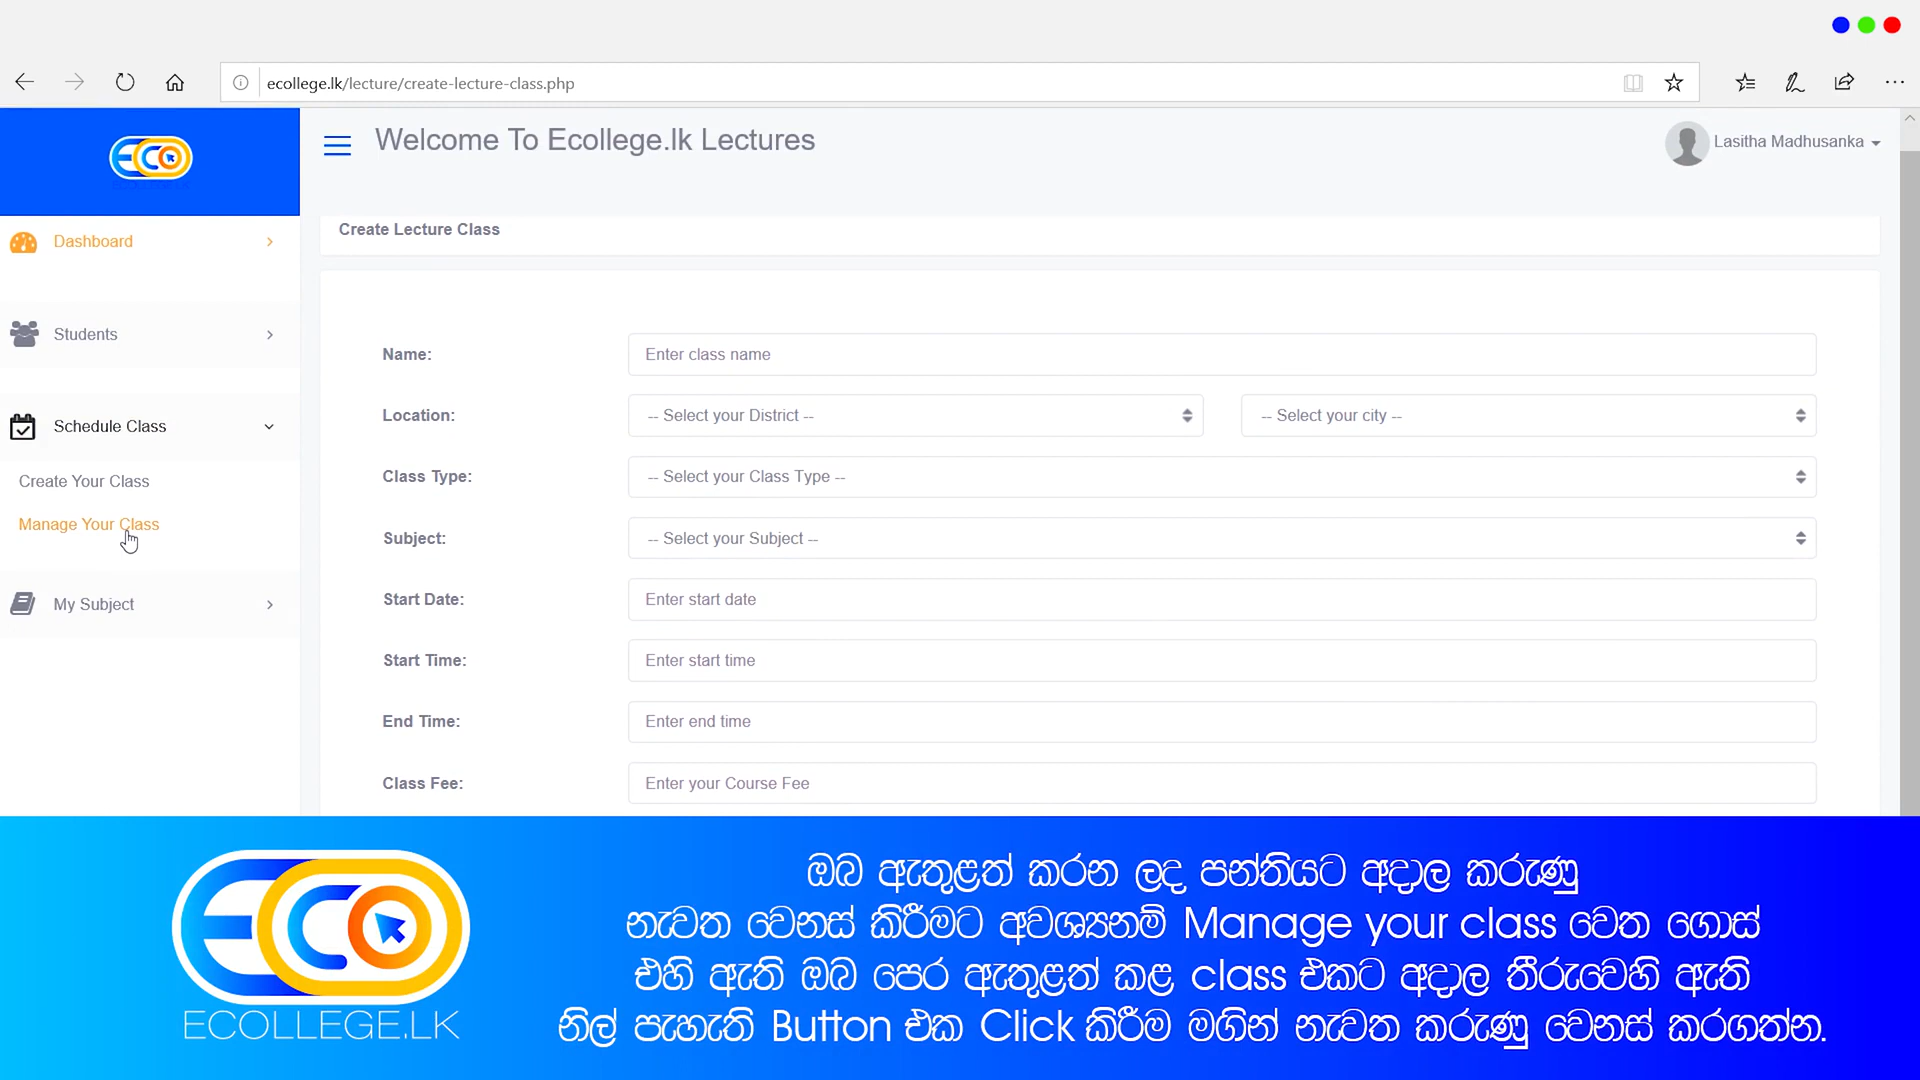 ecollege.lk/lecture/create-lecture-class.php
ECO
ECOLLEGE.LK
Welcome To Ecollege.lk Lectures
Lasitha Madhusanka
Dashboard
Students
Schedule Class
Create Your Class
Manage Your Class
My Subject
Create Lecture Class
Name: Enter class name
Location: -- Select your District -- -- Select your city --
Class Type: -- Select your Class Type --
Subject: -- Select your Subject --
Start Date: Enter start date
Start Time: Enter start time
End Time: Enter end time
Class Fee: Enter your Course Fee
ECO
ECOLLEGE.LK
ඔබ ඇතුළත් කරන ලද පන්තියට අදාල කරුණු
නැවත වෙනස් කිරීමට අවශ්‍යනම් Manage your class වෙත ගොස්
එහි ඇති ඔබ පෙර ඇතුළත් කළ class එකට අදාල තීරුවෙහි ඇති
නිල් පැහැති Button එක Click කිරීම මගින් නැවත කරුණු වෙනස් කරගත්න.